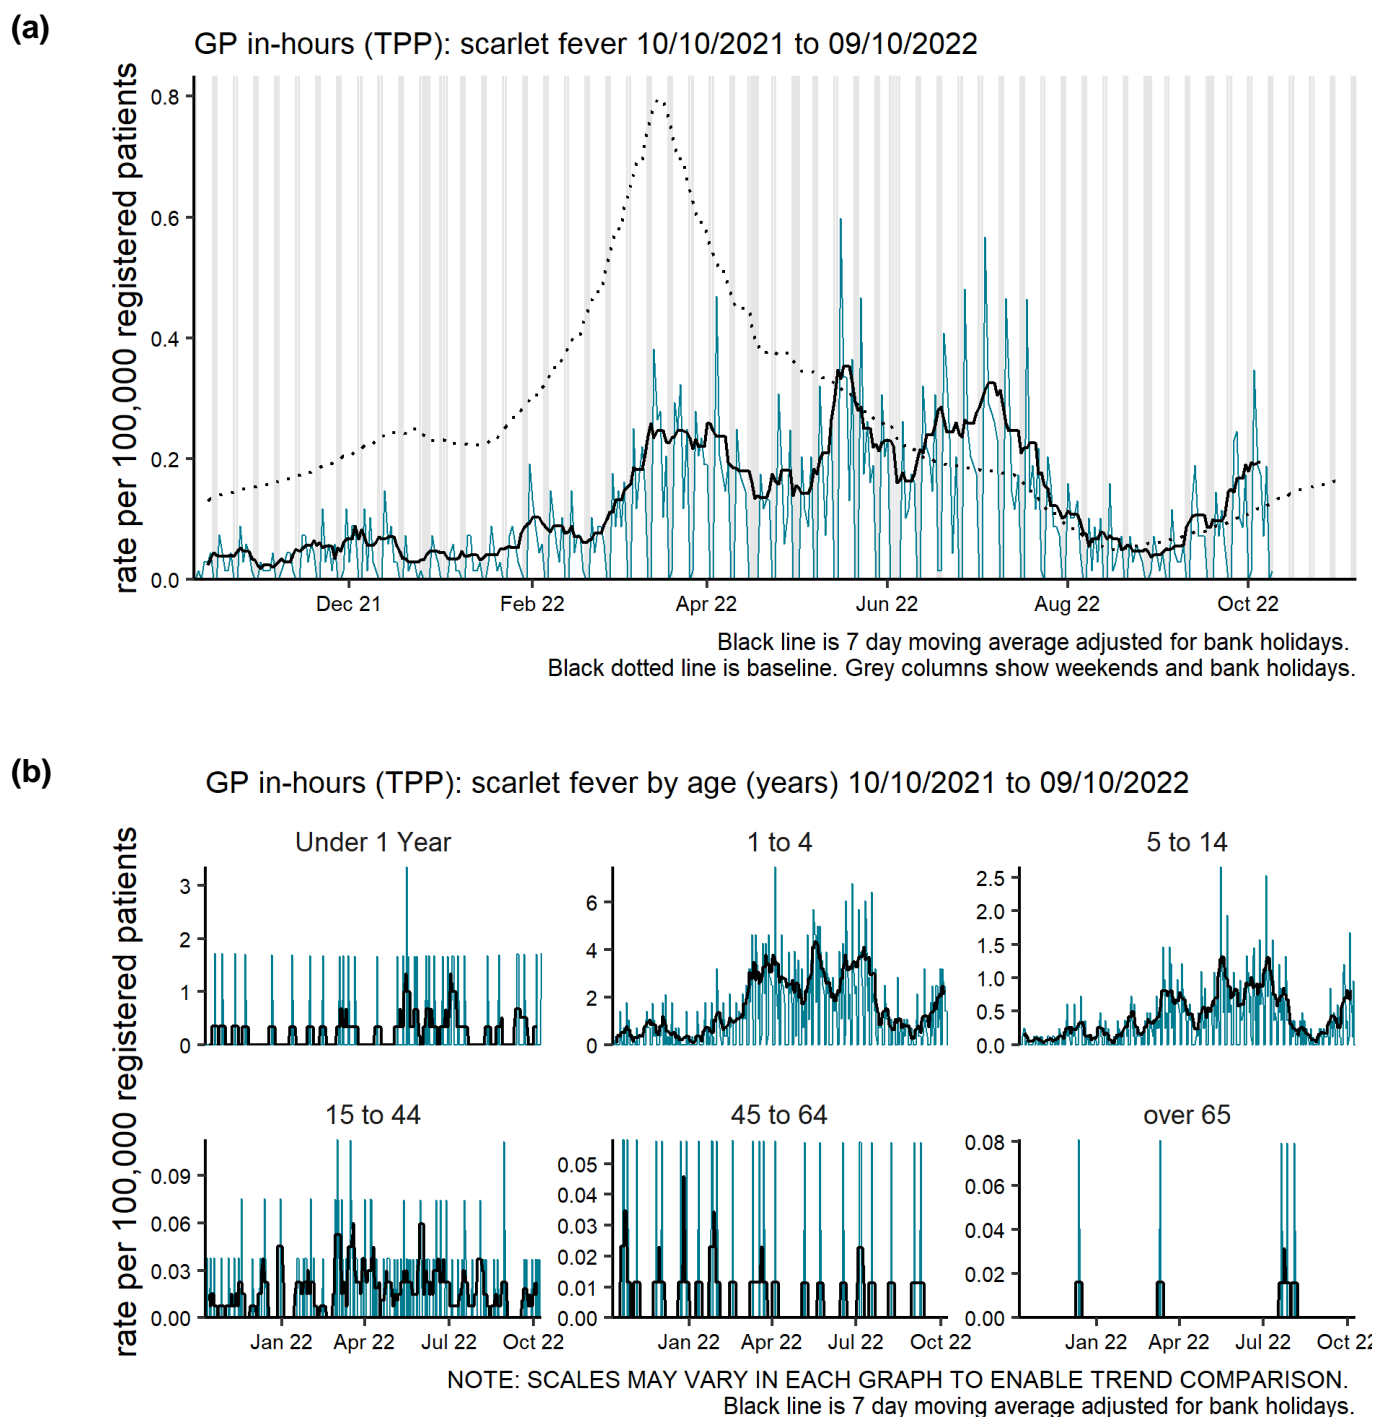 (a)
GP in-hours (TPP): scarlet fever 10/10/2021 to 09/10/2022
rate per 100,000 registered patients
0.8
0.6
0.4
0.2
0.0
Dec 21 Feb 22 Apr 22 Jun 22 Aug 22 Oct 22
Black line is 7 day moving average adjusted for bank holidays.
Black dotted line is baseline. Grey columns show weekends and bank holidays.
(b)
GP in-hours (TPP): scarlet fever by age (years) 10/10/2021 to 09/10/2022
rate per 100,000 registered patients
Under 1 Year
3
2
1
0
1 to 4
6
4
2
0
5 to 14
2.5
2.0
1.5
1.0
0.5
0.0
15 to 44
0.09
0.06
0.03
0.00
Jan 22 Apr 22 Jul 22 Oct 22
45 to 64
0.05
0.04
0.03
0.02
0.01
0.00
Jan 22 Apr 22 Jul 22 Oct 22
over 65
0.08
0.06
0.04
0.02
0.00
Jan 22 Apr 22 Jul 22 Oct 22
NOTE: SCALES MAY VARY IN EACH GRAPH TO ENABLE TREND COMPARISON.
Black line is 7 day moving average adjusted for bank holidays.